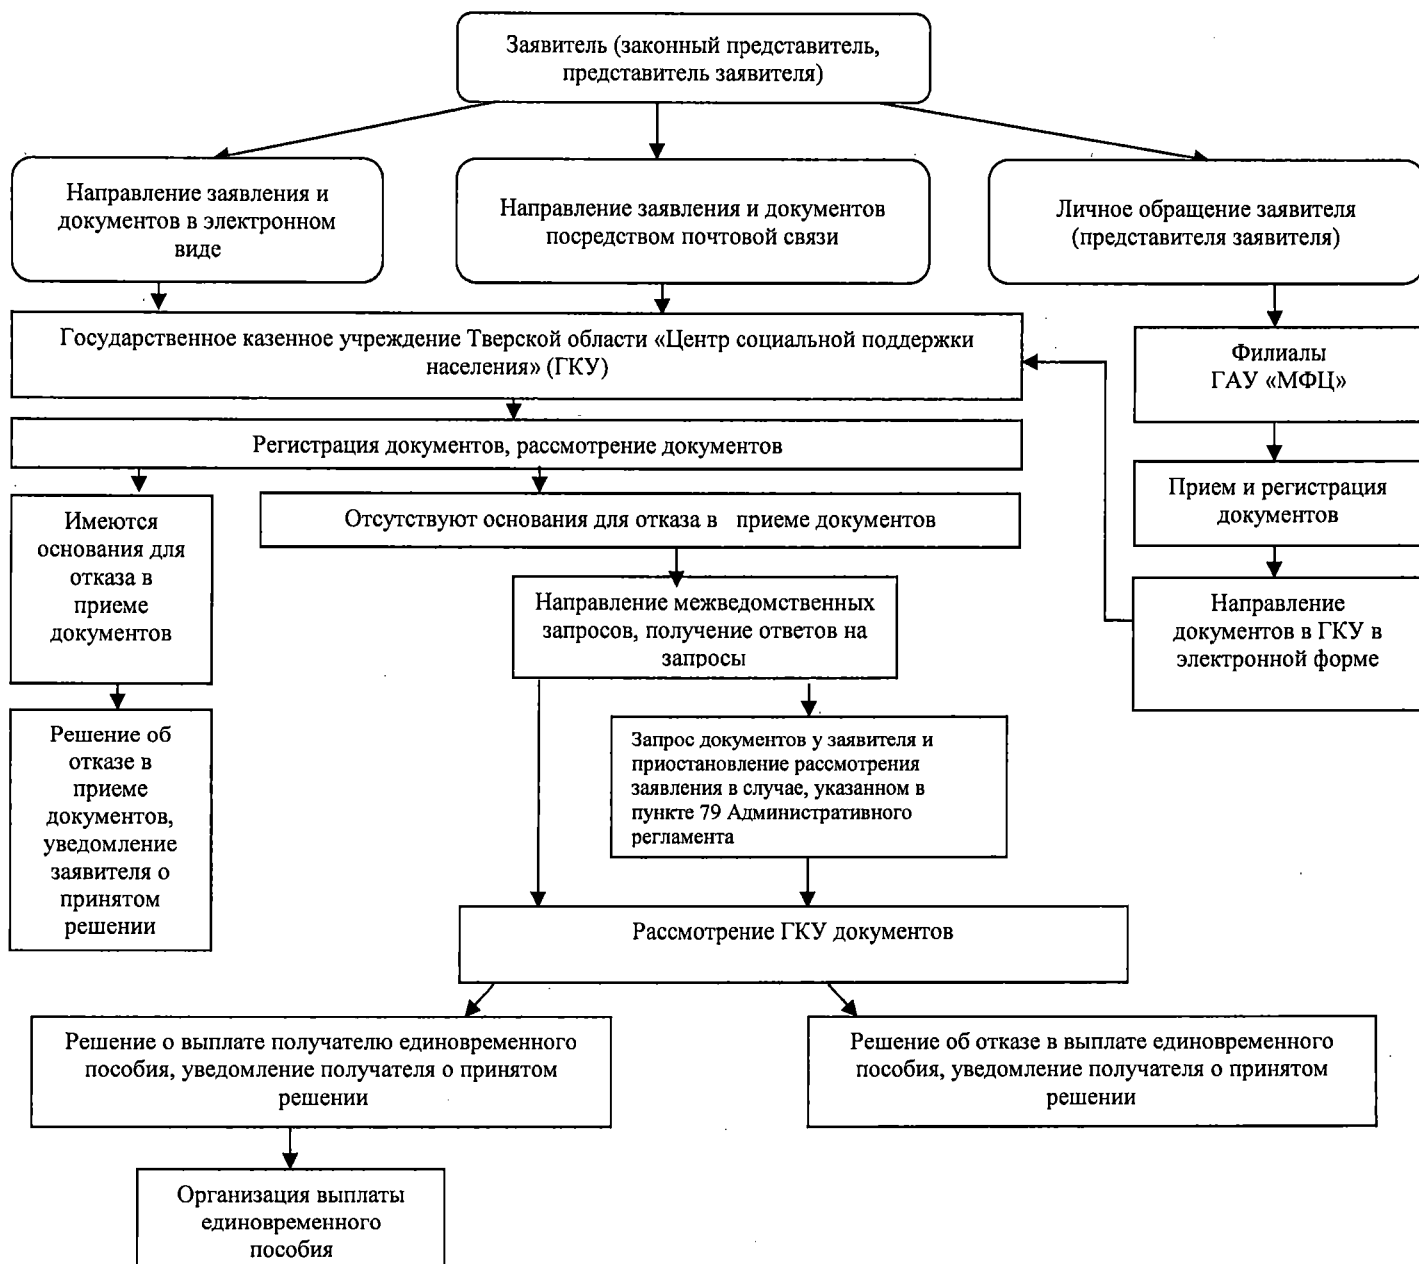 Заявитель (законный представитель,
представитель заявителя)
Направление заявления и
документов в электронном
виде
Направление заявления и документов
посредством почтовой связи
Личное обращение заявителя
(представителя заявителя)
Государственное казенное учреждение Тверской области «Центр социальной поддержки
населения» (ГКУ)
Филиалы
ГАУ «МФЦ»
Регистрация документов, рассмотрение документов
Прием и регистрация
документов
Имеются
основания для
отказа в
приеме
документов
Отсутствуют основания для отказа в приеме документов
Направление межведомственных
запросов, получение ответов на
запросы
Направление
документов в ГКУ в
электронной форме
Решение об
отказе в
приеме
документов,
уведомление
заявителя о
принятом
решении
Запрос документов у заявителя и
приостановление рассмотрения
заявления в случае, указанном в
пункте 79 Административного
регламента
Рассмотрение ГКУ документов
Решение о выплате получателю единовременного
пособия, уведомление получателя о принятом
решении
Решение об отказе в выплате единовременного
пособия, уведомление получателя о принятом
решении
Организация выплаты
единовременного
пособия